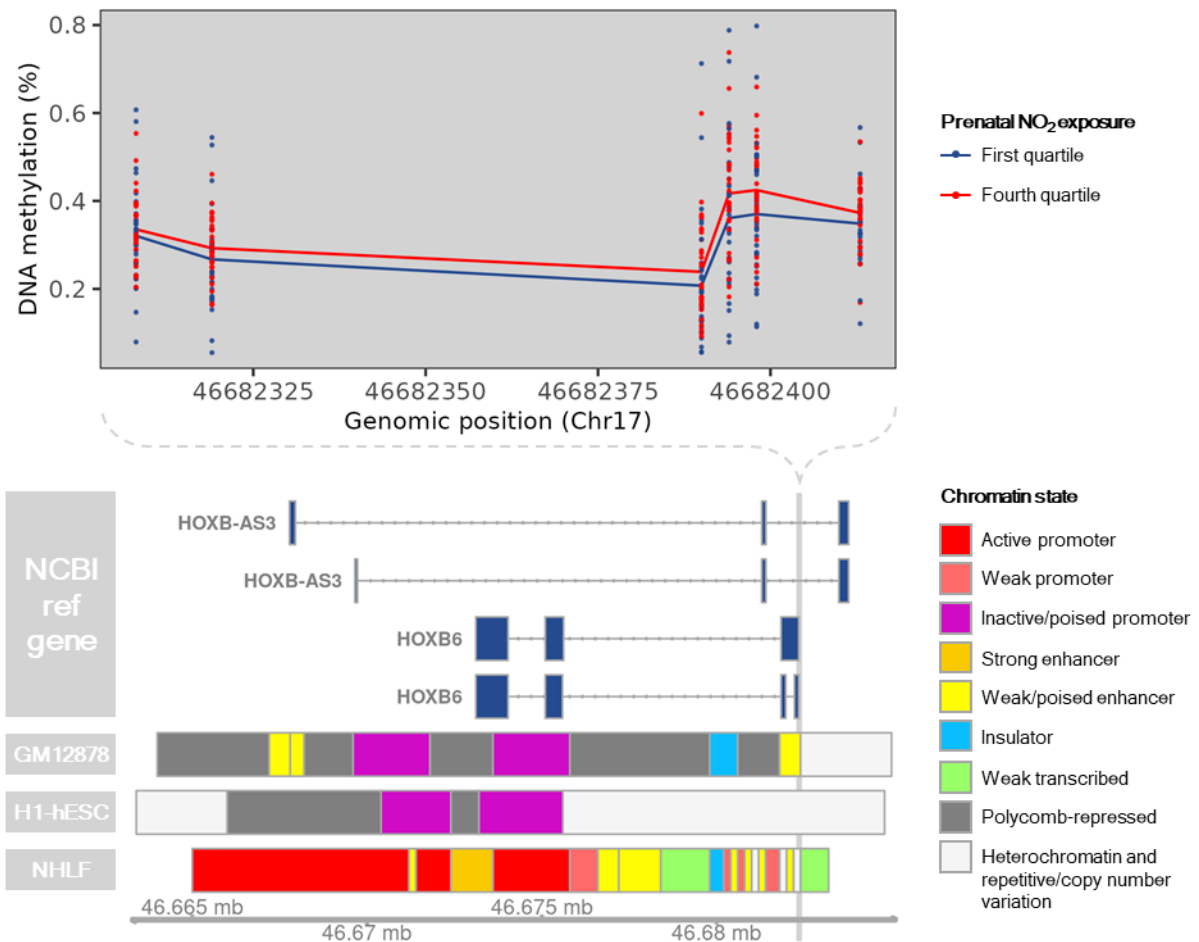 0.8
0.6
0.4
0.2
DNA methylation (%)
46682325
46682350
46682375
46682400
Genomic position (Chr17)
Prenatal NO2 exposure
First quartile
Fourth quartile
NCBI
ref
gene
HOXB-AS3
HOXB-AS3
HOXB6
HOXB6
GM12878
H1-hESC
NHLF
46.665 mb
46.675 mb
46.67 mb
46.68 mb
Chromatin state
Active promoter
Weak promoter
Inactive/poised promoter
Strong enhancer
Weak/poised enhancer
Insulator
Weak transcribed
Polycomb-repressed
Heterochromatin and
repetitive/copy number
variation